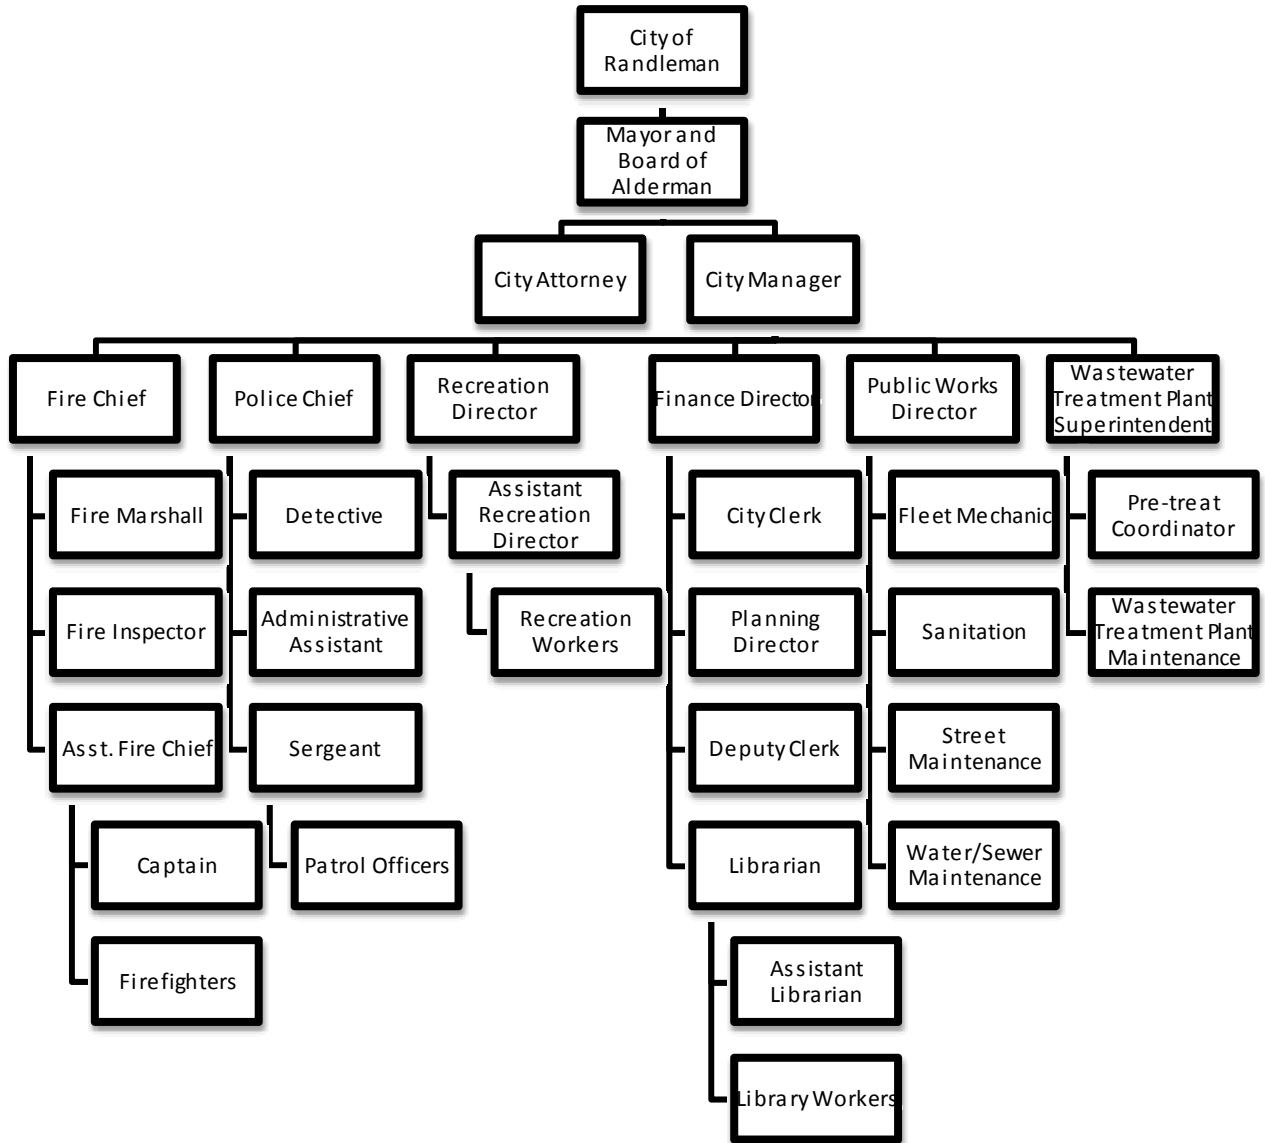 City of
Randleman
Mayor and
Board of
Alderman
City Attorney
City Manager
Fire Chief
Police Chief
Recreation
Director
Finance Director
Public Works
Director
Wastewater
Treatment Plant
Superintendent
Fire Marshall
Detective
Assistant
Recreation
Director
City Clerk
Fleet Mechanic
Pre-treat
Coordinator
Fire Inspector
Administrative
Assistant
Recreation
Workers
Planning
Director
Sanitation
Wastewater
Treatment Plant
Maintenance
Asst. Fire Chief
Sergeant
Deputy Clerk
Street
Maintenance
Captain
Patrol Officers
Librarian
Water/Sewer
Maintenance
Firefighters
Assistant
Librarian
Library Workers